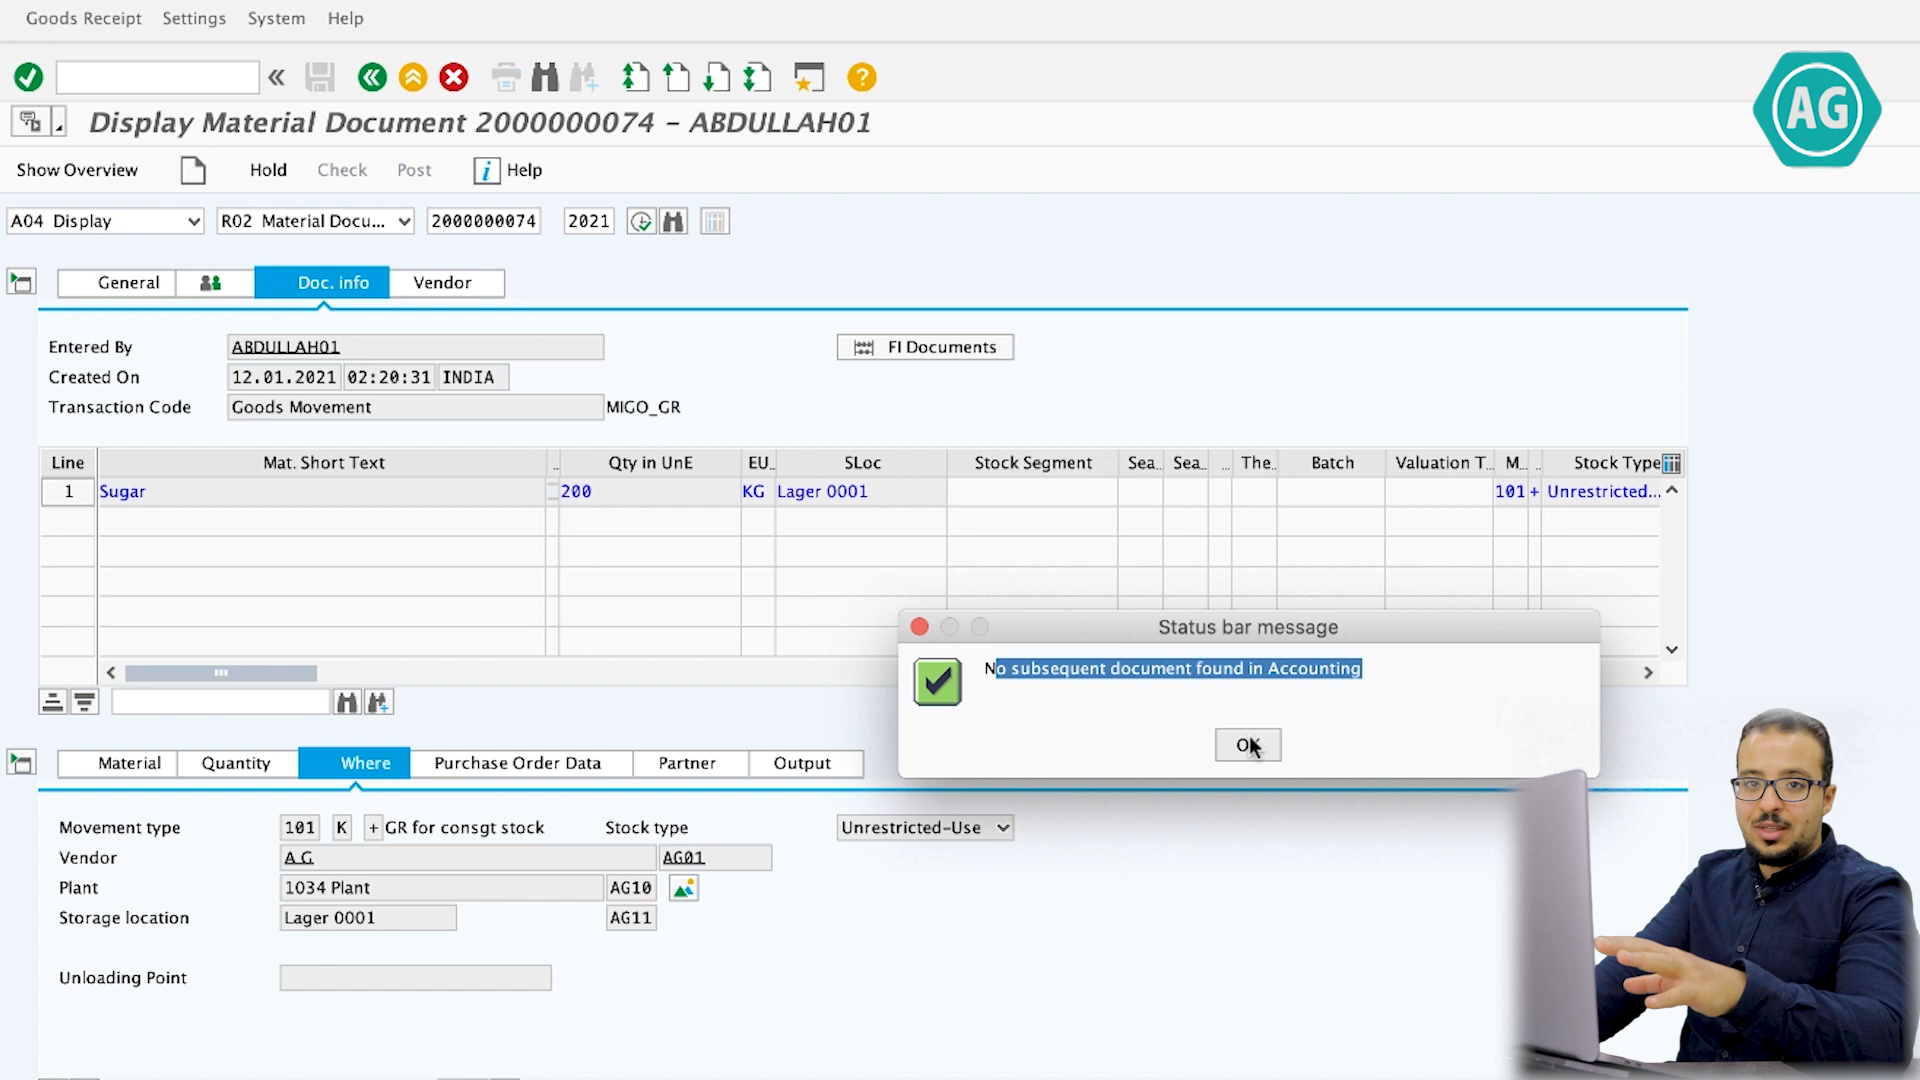 Goods Receipt Settings System Help
AG
Display Material Document 2000000074 - ABDULLAH01
Show Overview Hold Check Post Help
A04 Display R02 Material Docu... 2000000074 2021
General Doc. info Vendor
Entered By ABDULLAH01 FI Documents
Created On 12.01.2021 02:20:31 INDIA
Transaction Code Goods Movement MIGO_GR
Line Mat. Short Text .. Qty in UnE EU.. SLoc Stock Segment Sea.. Sea.. ... The.. Batch Valuation T... M... .. Stock Type
1 Sugar 200 KG Lager 0001 101 + Unrestricted...
Status bar message
No subsequent document found in Accounting
OK
Material Quantity Where Purchase Order Data Partner Output
Movement type 101 K + GR for consgt stock Stock type Unrestricted-Use
Vendor A G AG01
Plant 1034 Plant AG10
Storage location Lager 0001 AG11
Unloading Point